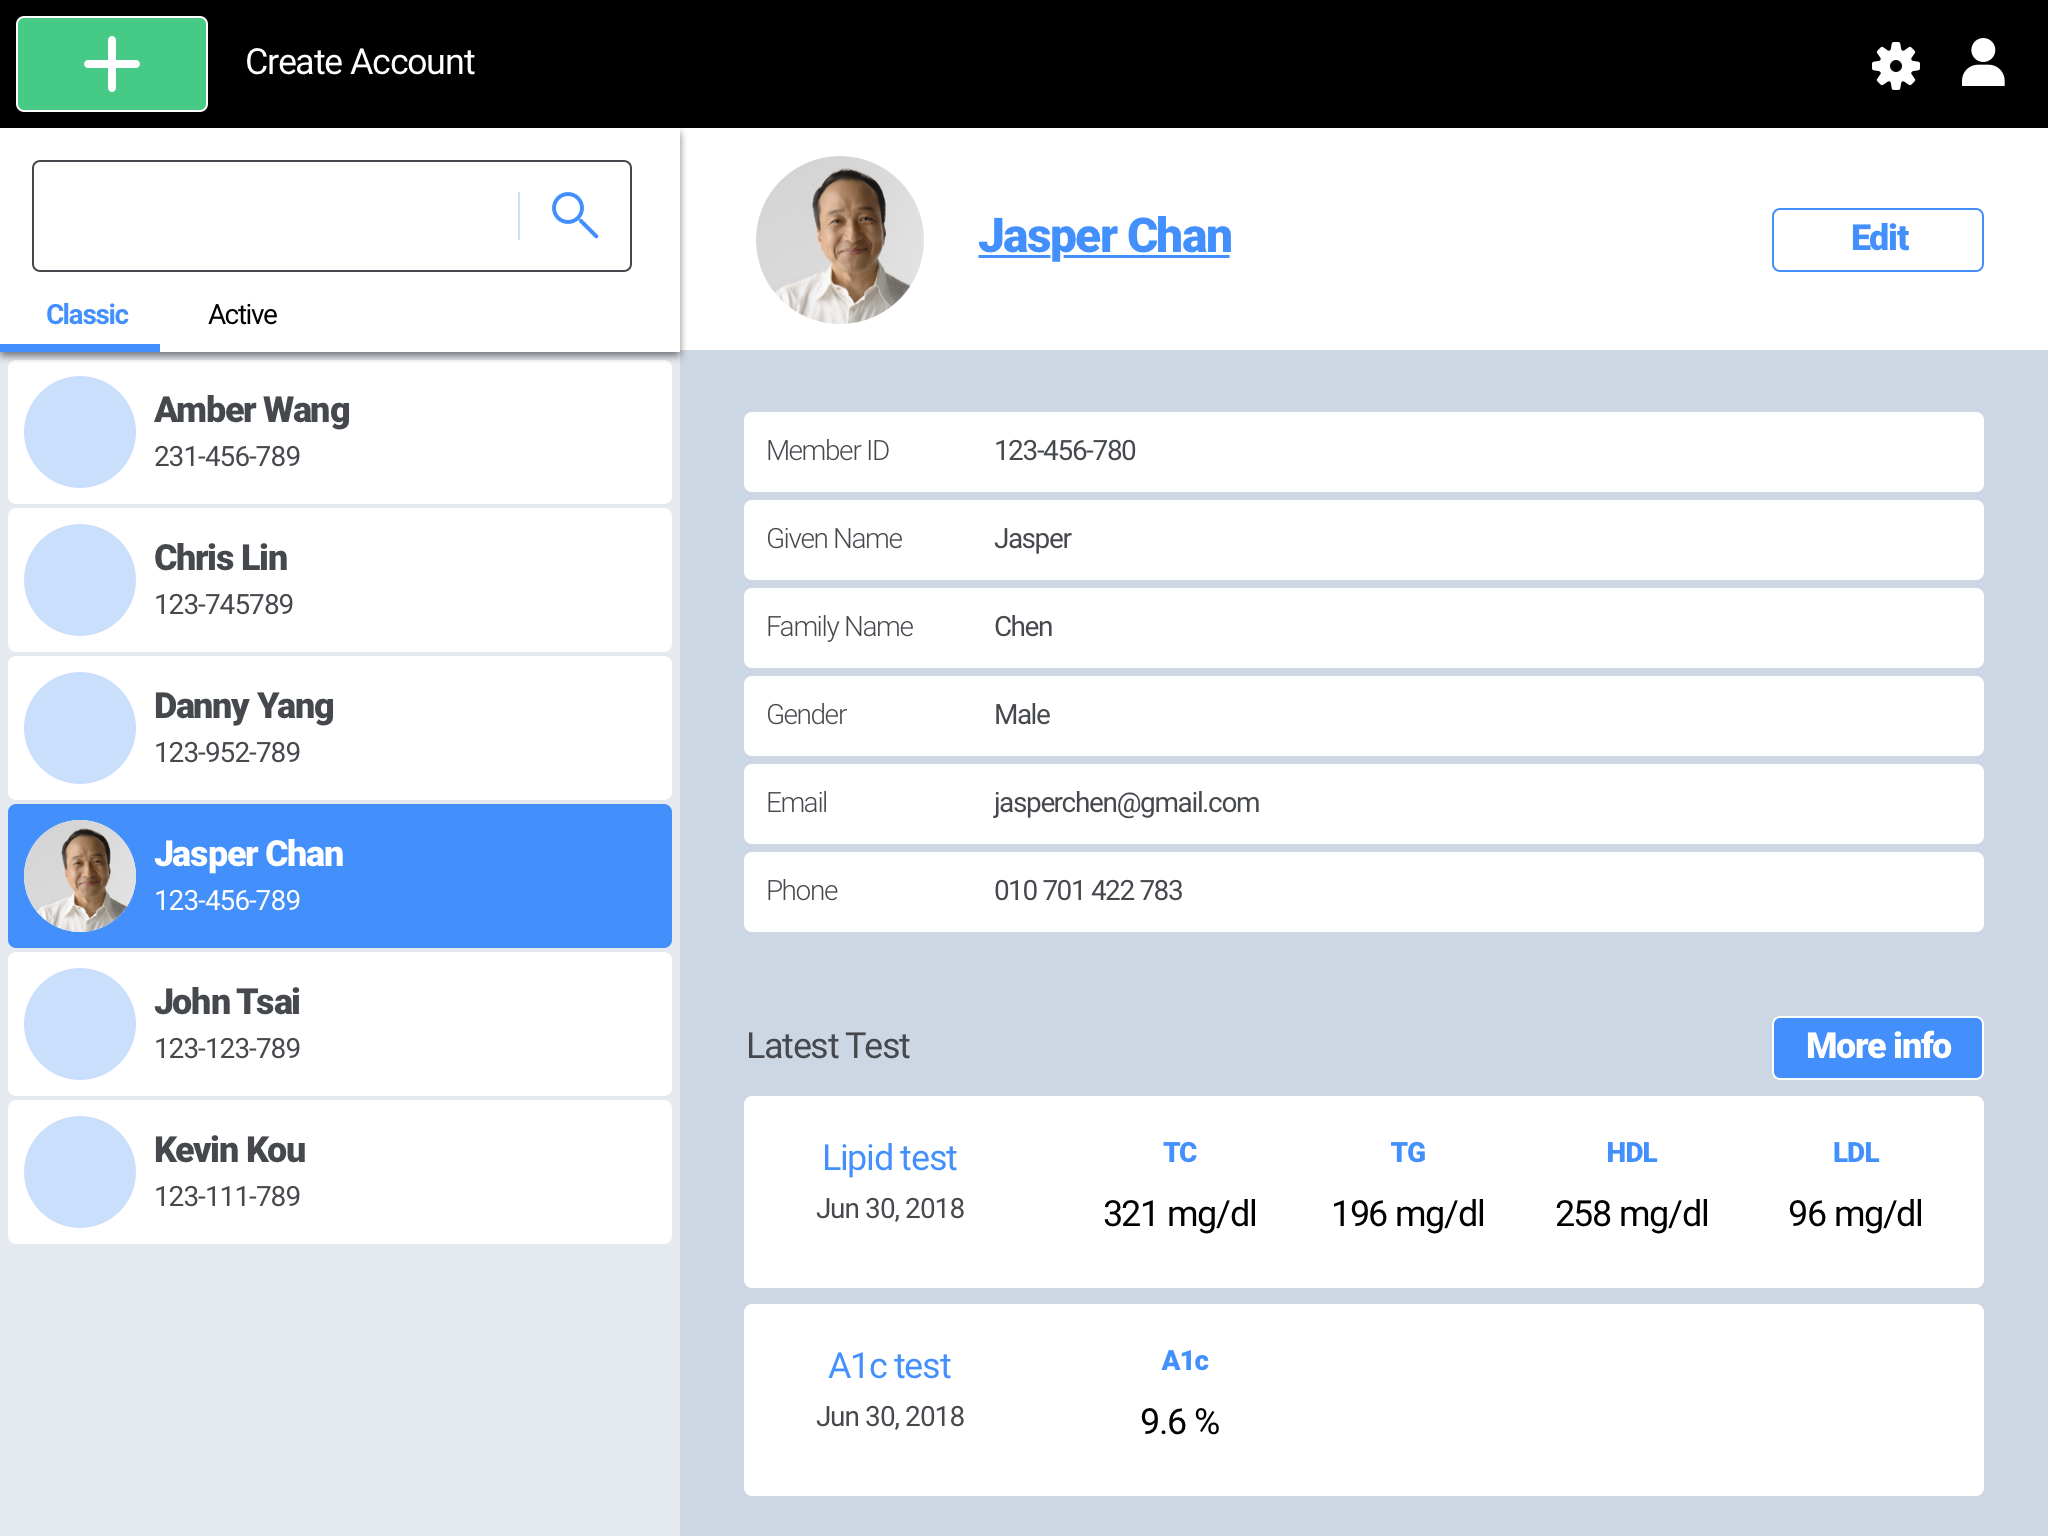 Create Account
Classic
Active
Amber Wang
231-456-789
Chris Lin
123-745789
Danny Yang
123-952-789
Jasper Chan
123-456-789
John Tsai
123-123-789
Kevin Kou
123-111-789
Jasper Chan
Edit
Member ID 123-456-780
Given Name Jasper
Family Name Chen
Gender Male
Email jasperchen@gmail.com
Phone 010 701 422 783
Latest Test
More info
Lipid test TC TG HDL LDL
Jun 30, 2018 321 mg/dl 196 mg/dl 258 mg/dl 96 mg/dl
A1c test A1c
Jun 30, 2018 9.6 %